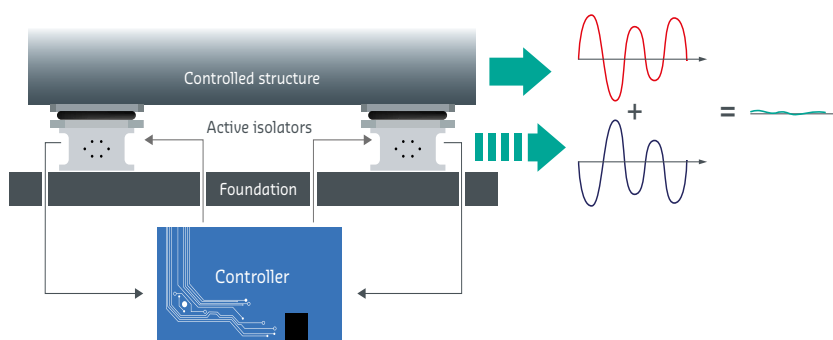 Controlled structure
Active isolators
+
=
Foundation
Controller